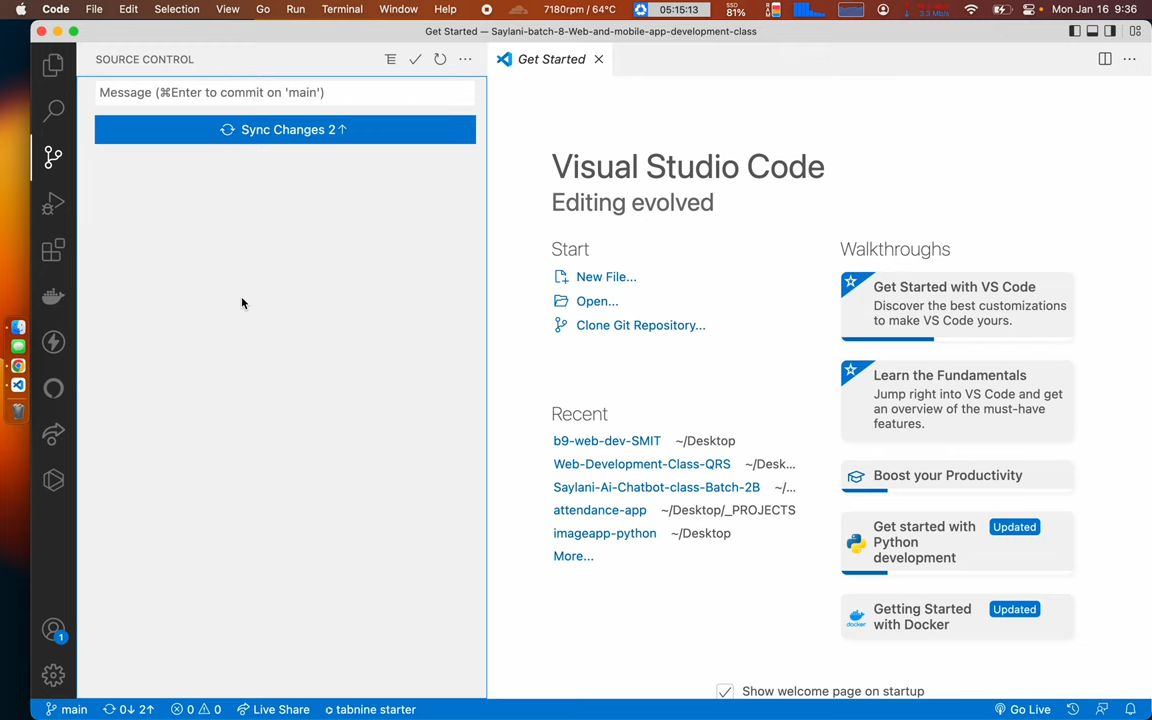 Code File Edit Selection View Go Run Terminal Window Help 7180rpm / 64°C 05:15:13 SSD 81% 3.3 Mb/s Mon Jan 16 9:36
Get Started — Saylani-batch-8-Web-and-mobile-app-development-class
SOURCE CONTROL
Get Started
Message (⌘Enter to commit on 'main')
Sync Changes 2↑
Visual Studio Code
Editing evolved
Start
New File...
Open...
Clone Git Repository...
Recent
b9-web-dev-SMIT ~/Desktop
Web-Development-Class-QRS ~/Desk...
Saylani-Ai-Chatbot-class-Batch-2B ~/...
attendance-app ~/Desktop/_PROJECTS
imageapp-python ~/Desktop
More...
Walkthroughs
Get Started with VS Code
Discover the best customizations
to make VS Code yours.
Learn the Fundamentals
Jump right into VS Code and get
an overview of the must-have
features.
Boost your Productivity
Get started with
Python
development
Updated
Getting Started
with Docker
Updated
Show welcome page on startup
1
main 0↓ 2↑ 0 0 Live Share tabnine starter Go Live